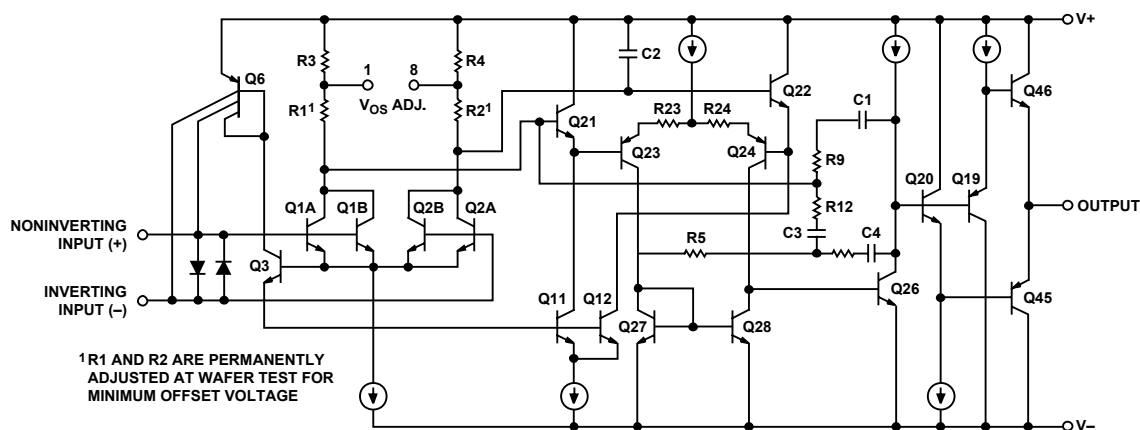 V+
R3
R4
C2
Q6
1
8
V_OS ADJ.
R1¹
R2¹
Q22
Q46
Q21
R23
R24
C1
Q23
Q24
R9
Q20
Q19
Q1A
Q1B
Q2B
Q2A
R12
NONINVERTING
INPUT (+)
OUTPUT
C3
C4
R5
Q3
INVERTING
INPUT (–)
Q11
Q12
Q27
Q28
Q26
Q45
¹R1 AND R2 ARE PERMANENTLY
ADJUSTED AT WAFER TEST FOR
MINIMUM OFFSET VOLTAGE
V–